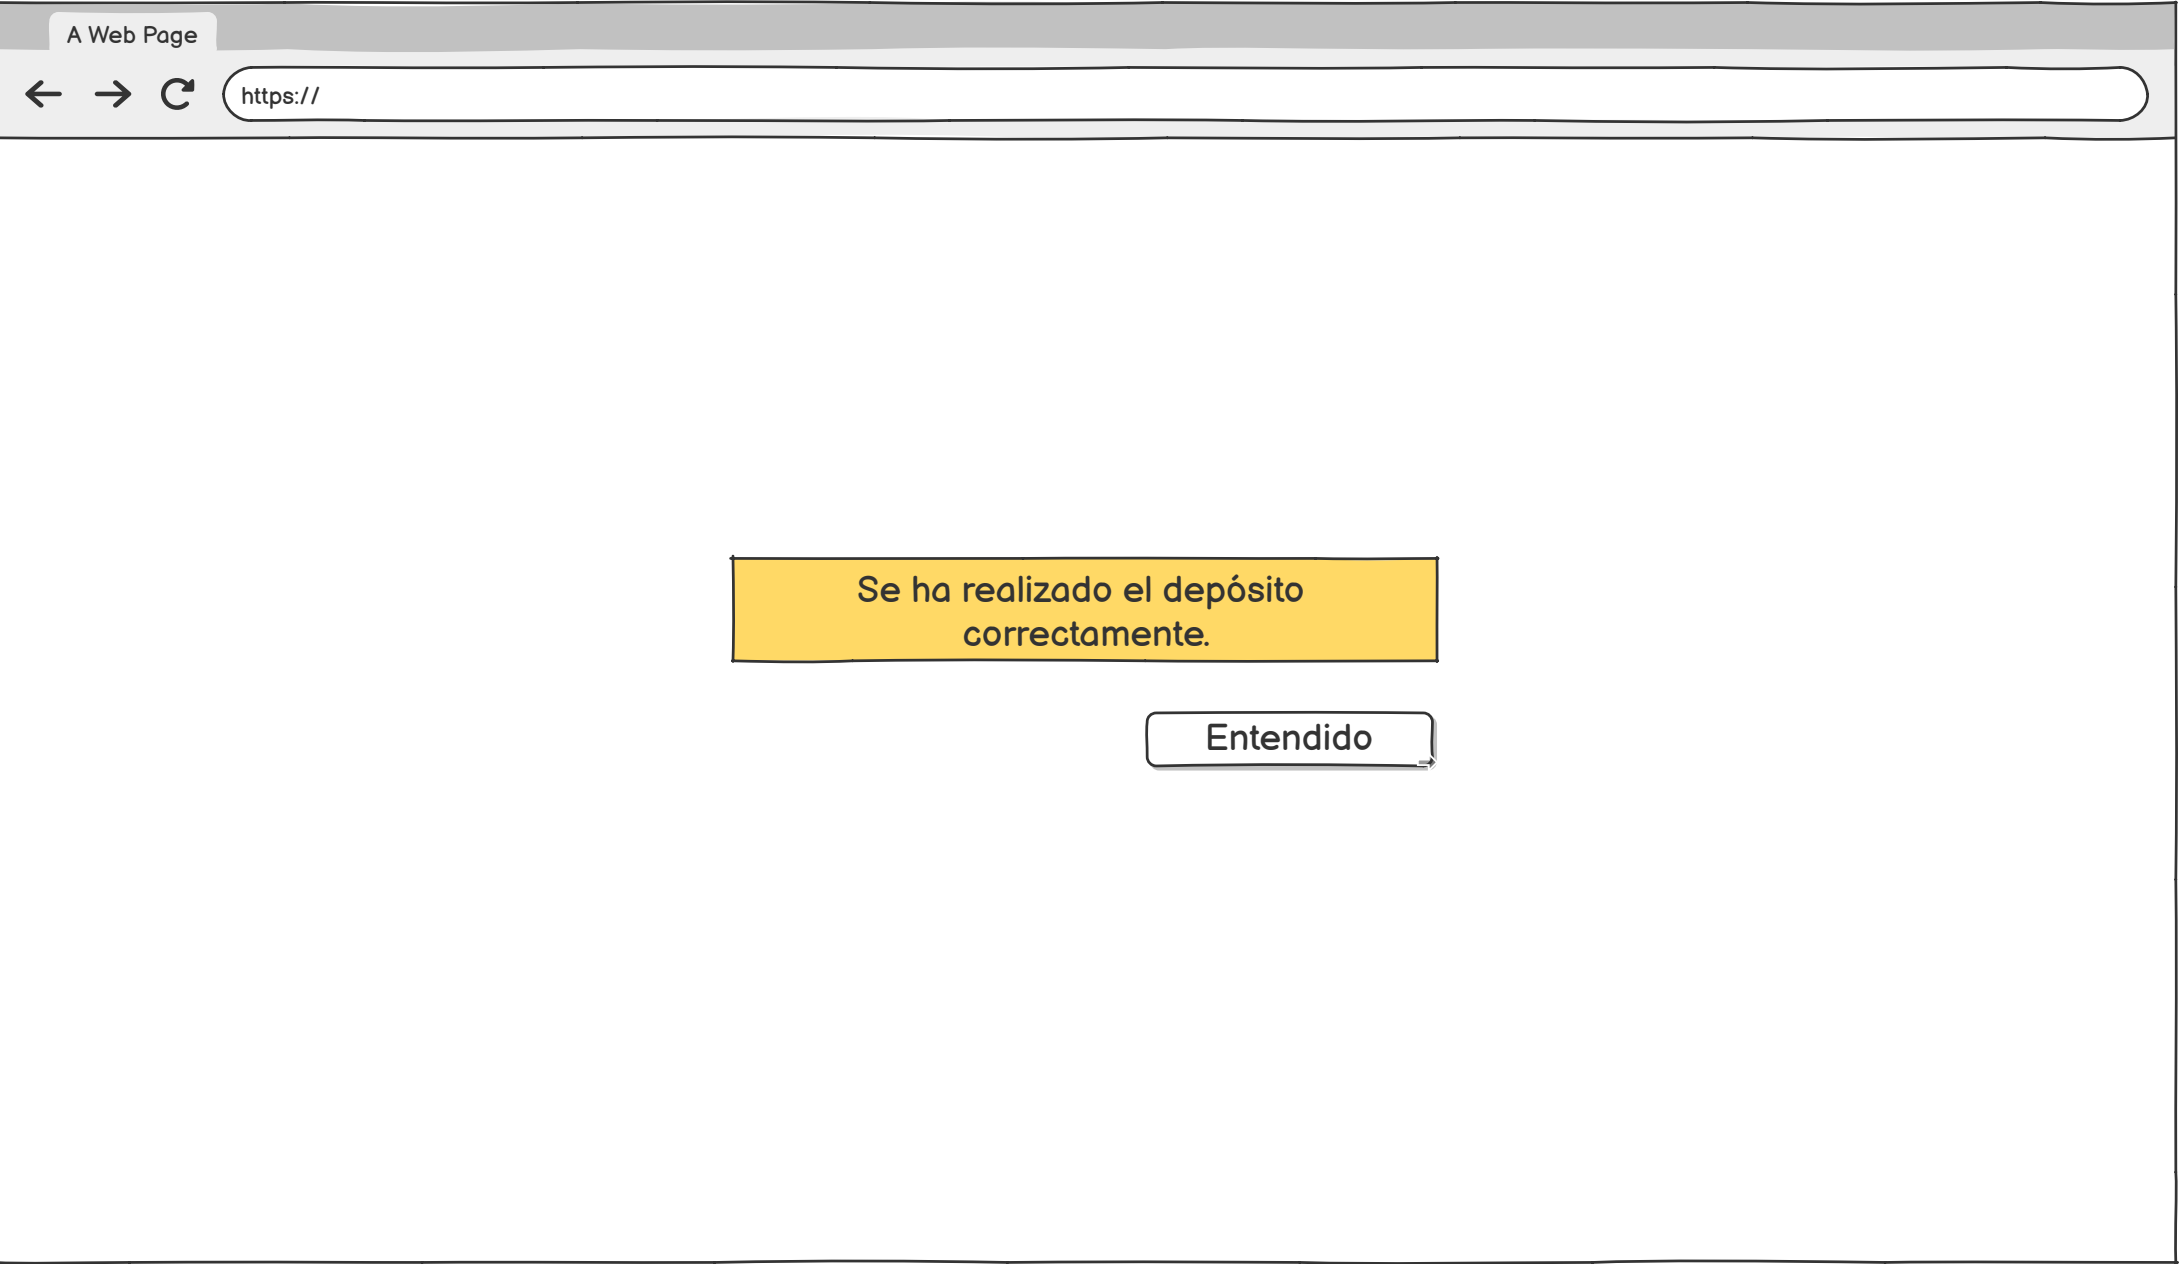 A Web Page
https://
Se ha realizado el depósito
correctamente.
Entendido